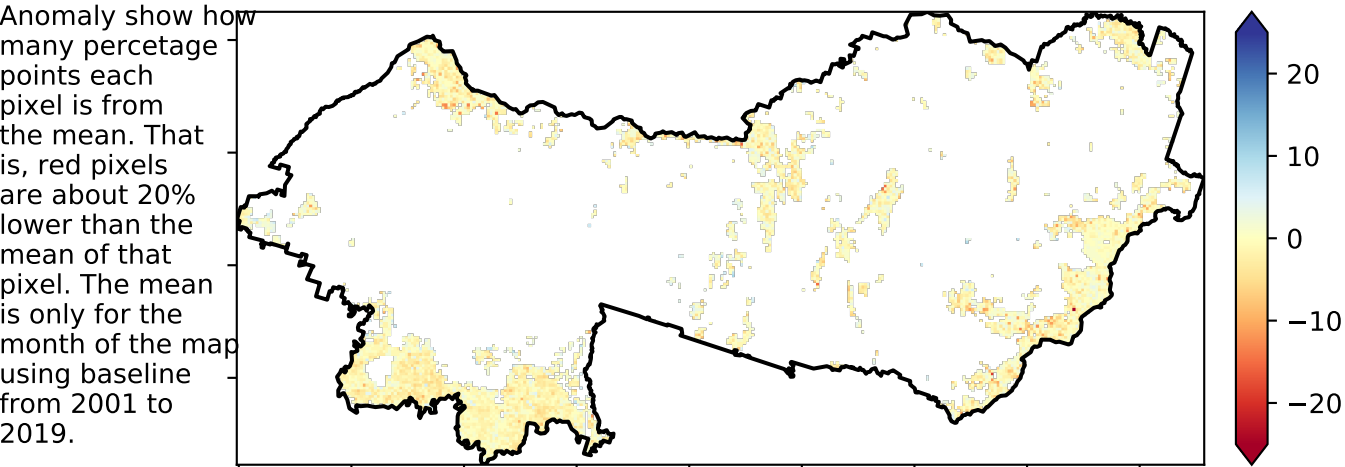 Anomaly show how
many percetage
points each
pixel is from
the mean. That
is, red pixels
are about 20%
lower than the
mean of that
pixel. The mean
is only for the
month of the map
using baseline
from 2001 to
2019.
20
10
0
−10
−20